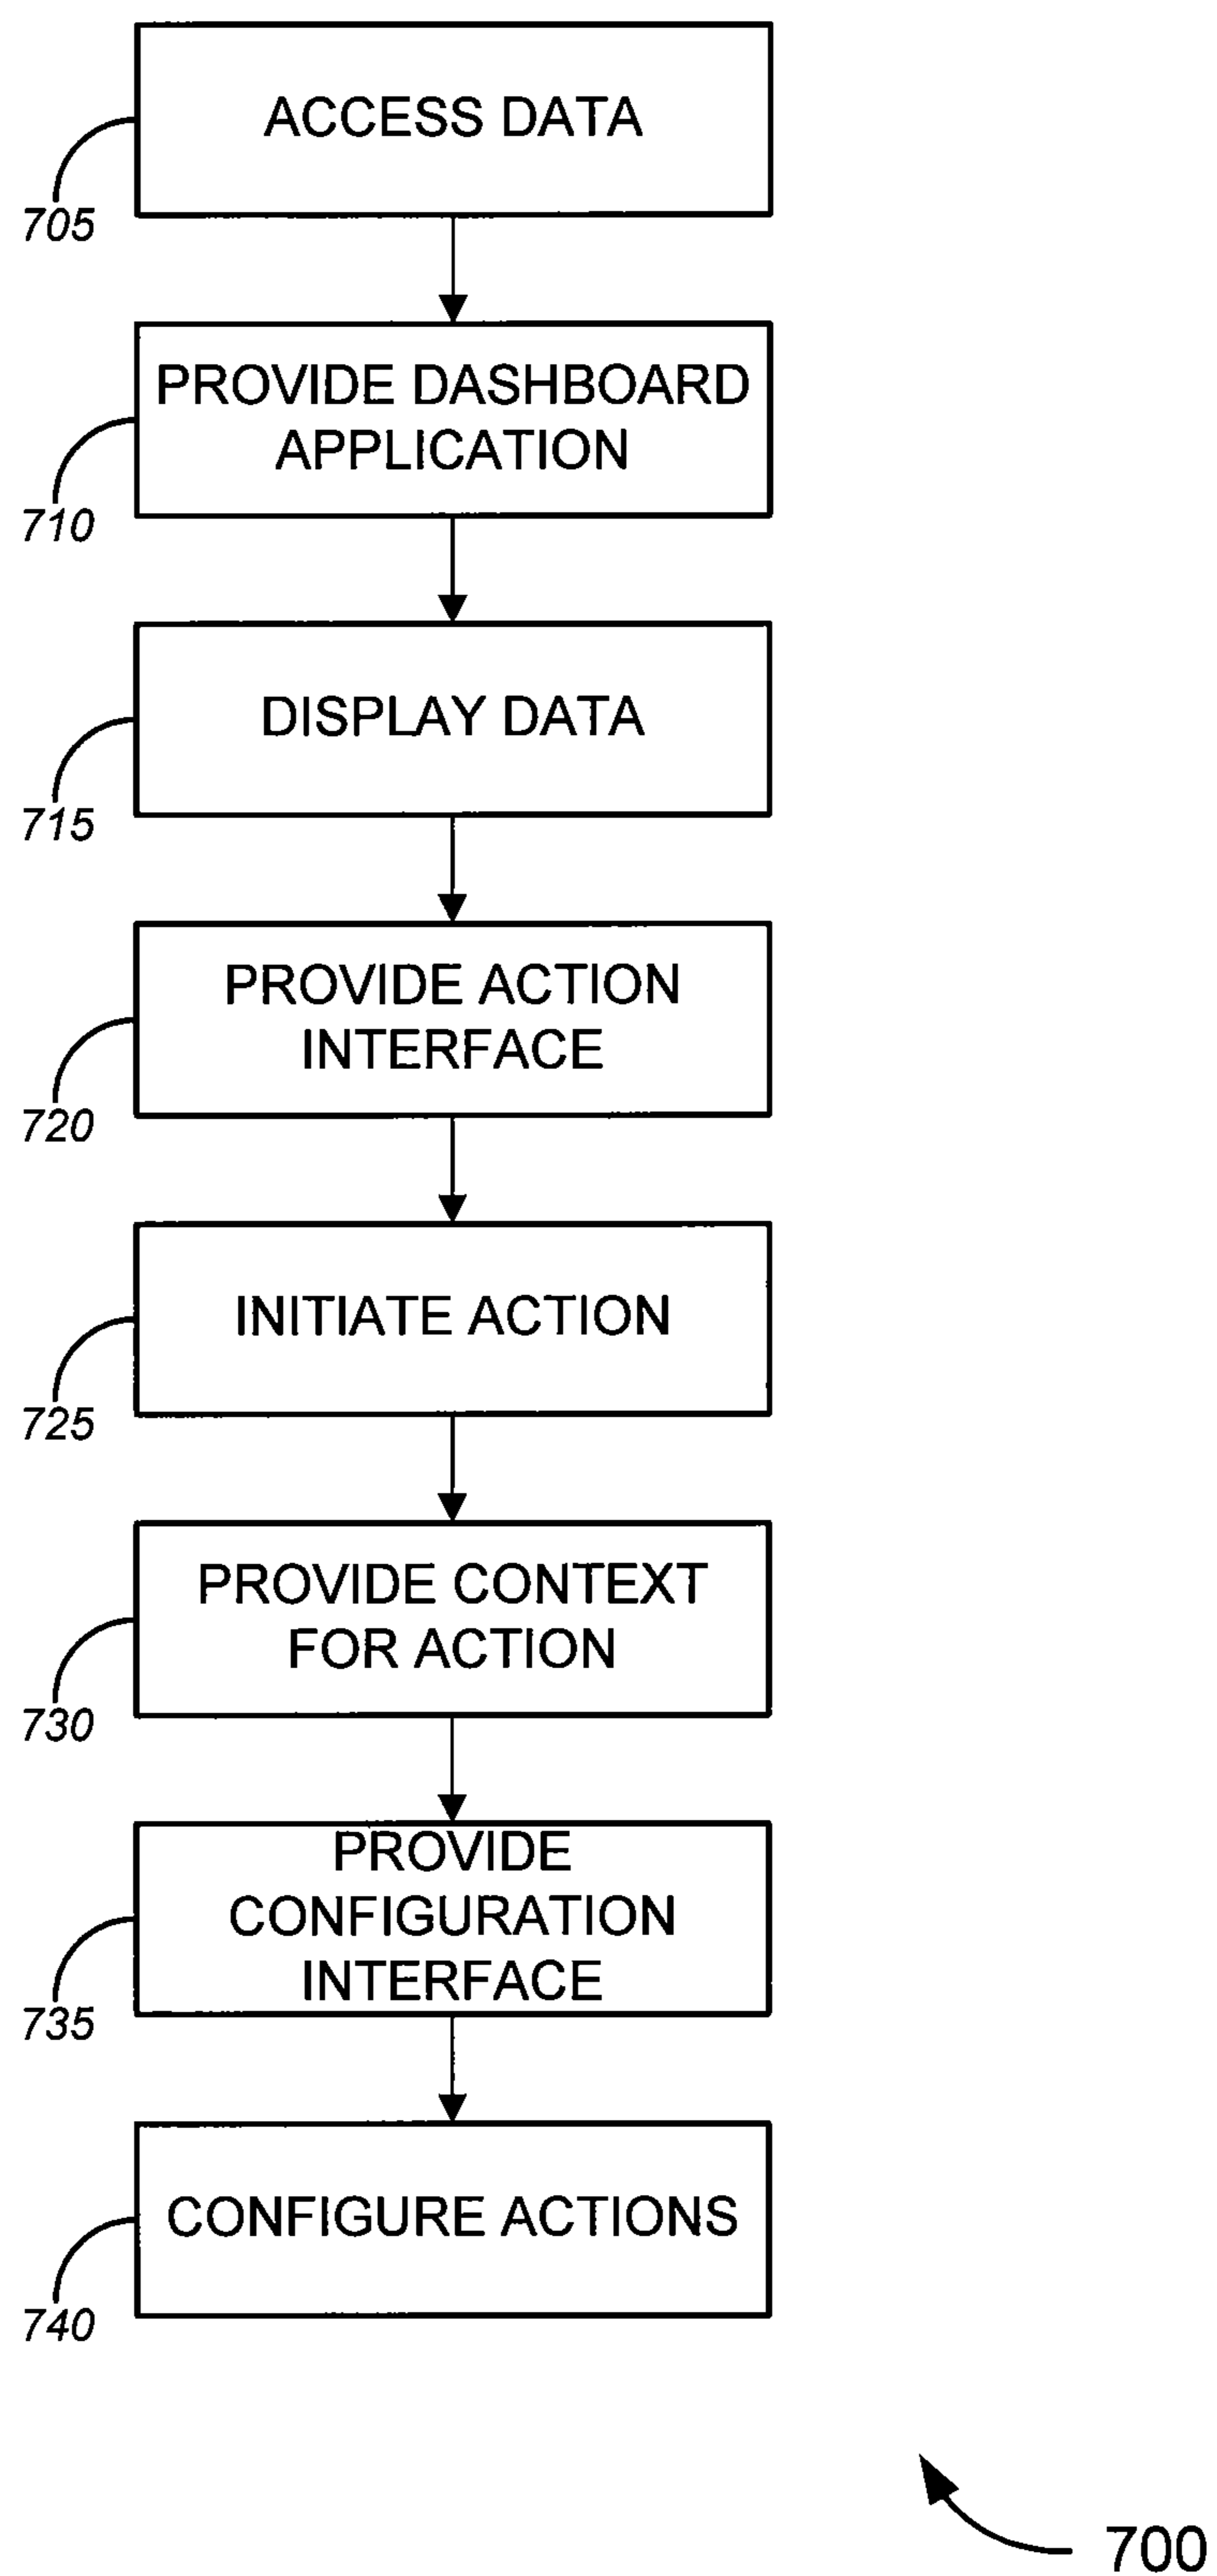 ACCESS DATA
705
PROVIDE DASHBOARD
APPLICATION
710
DISPLAY DATA
715
PROVIDE ACTION
INTERFACE
720
INITIATE ACTION
725
PROVIDE CONTEXT
FOR ACTION
730
PROVIDE
CONFIGURATION
INTERFACE
735
CONFIGURE ACTIONS
740
700